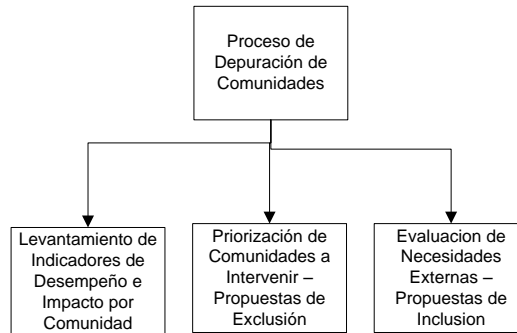 Proceso de
Depuración de
Comunidades
Levantamiento de
Indicadores de
Desempeño e
Impacto por
Comunidad
Priorización de
Comunidades a
Intervenir –
Propuestas de
Exclusión
Evaluacion de
Necesidades
Externas –
Propuestas de
Inclusion